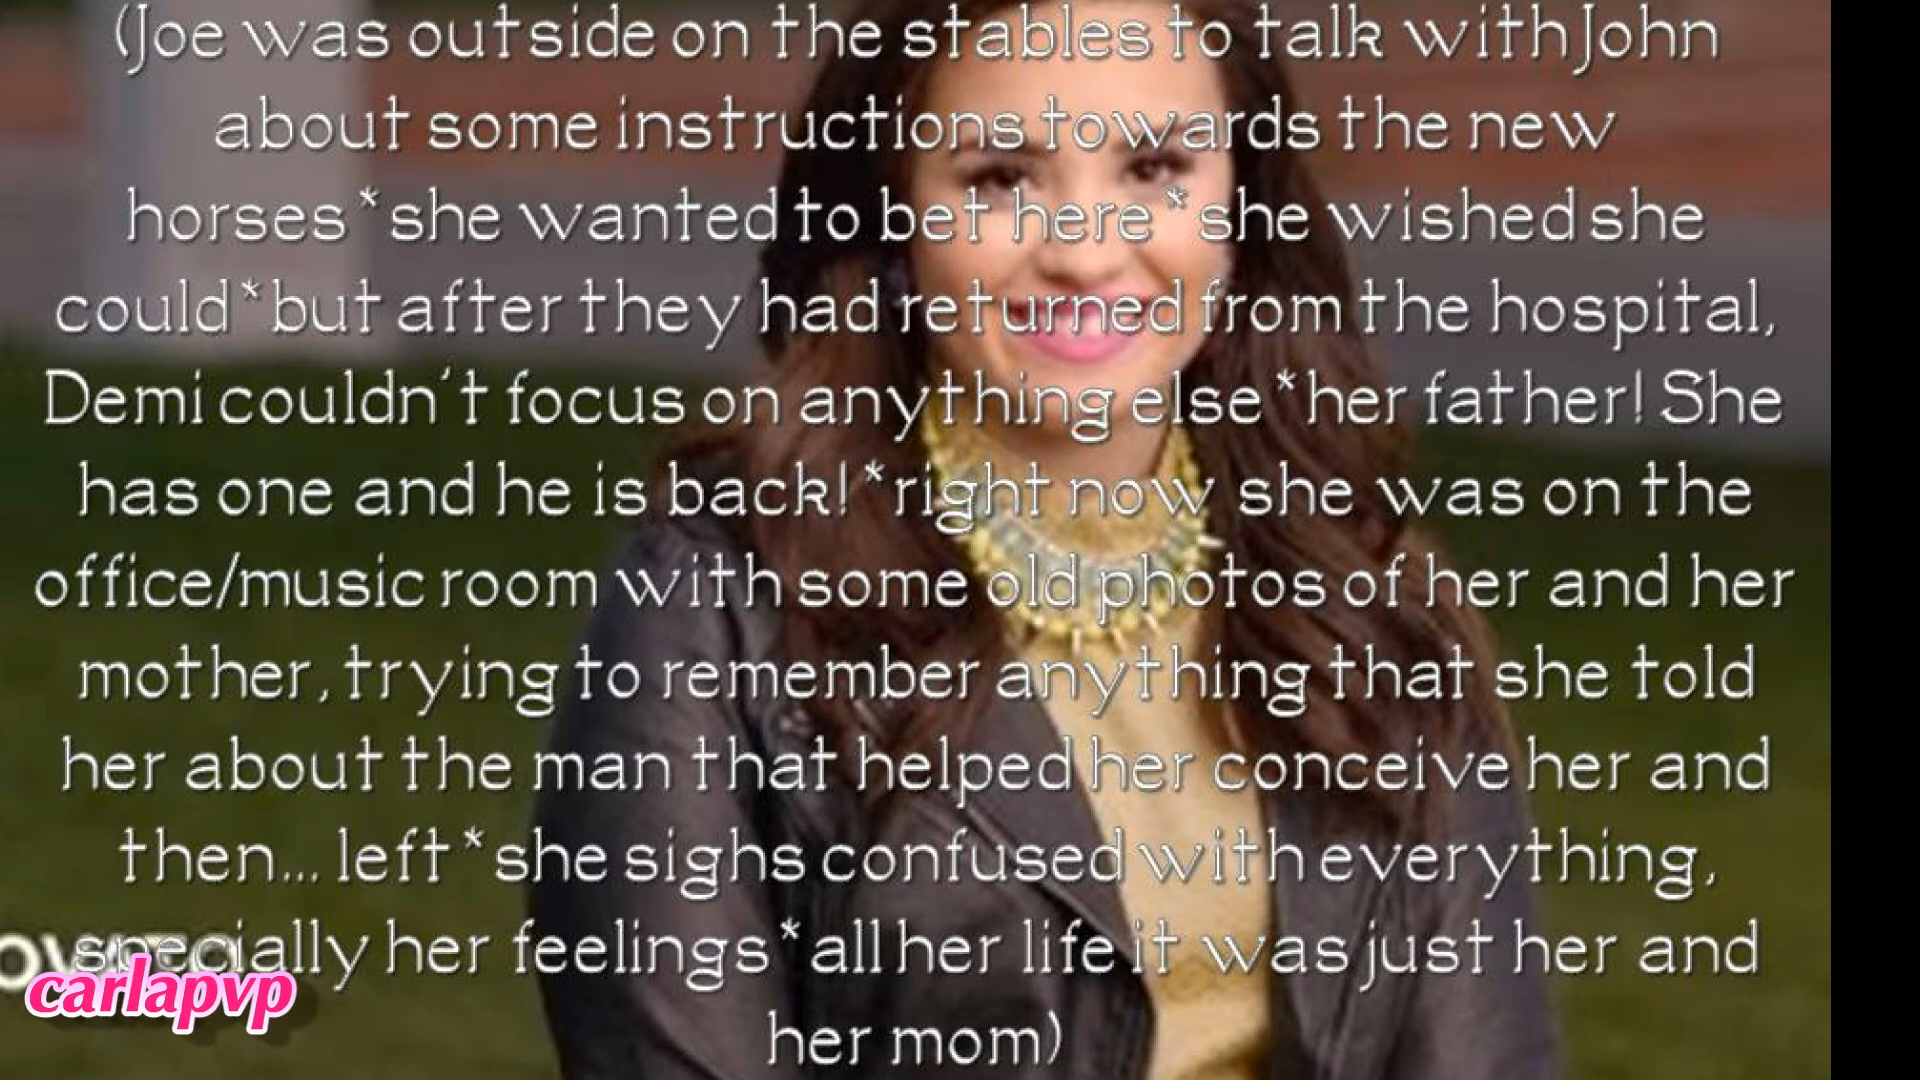 (Joe was outside on the stables to talk with John
about some instructions towards the new
horses*she wanted to bet here*she wished she
could*but after they had returned from the hospital,
Demi couldn't focus on anything else*her father! She
has one and he is back!*right now she was on the
office/music room with some old photos of her and her
mother, trying to remember anything that she told
her about the man that helped her conceive her and
then... left*she sighs confused with everything,
specially her feelings*all her life it was just her and
her mom)
carlapvp